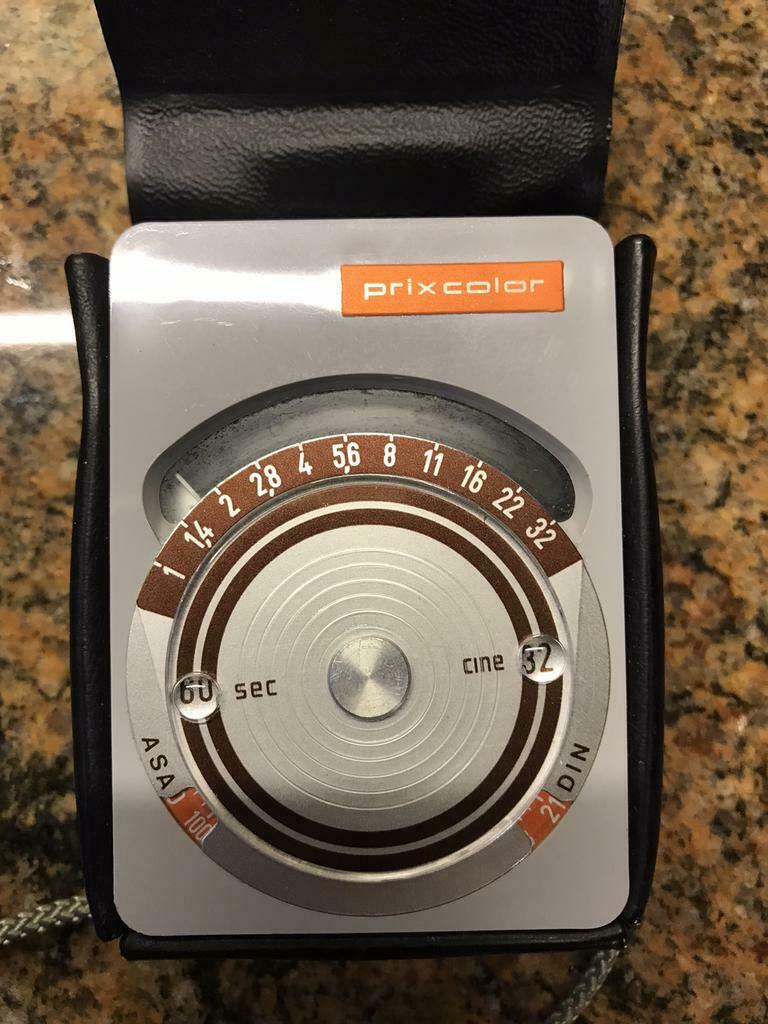 prixcolor
1 1,4 2 2,8 4 5,6 8 11 16 22 32
60 sec
cine 32
ASA
100
DIN
21